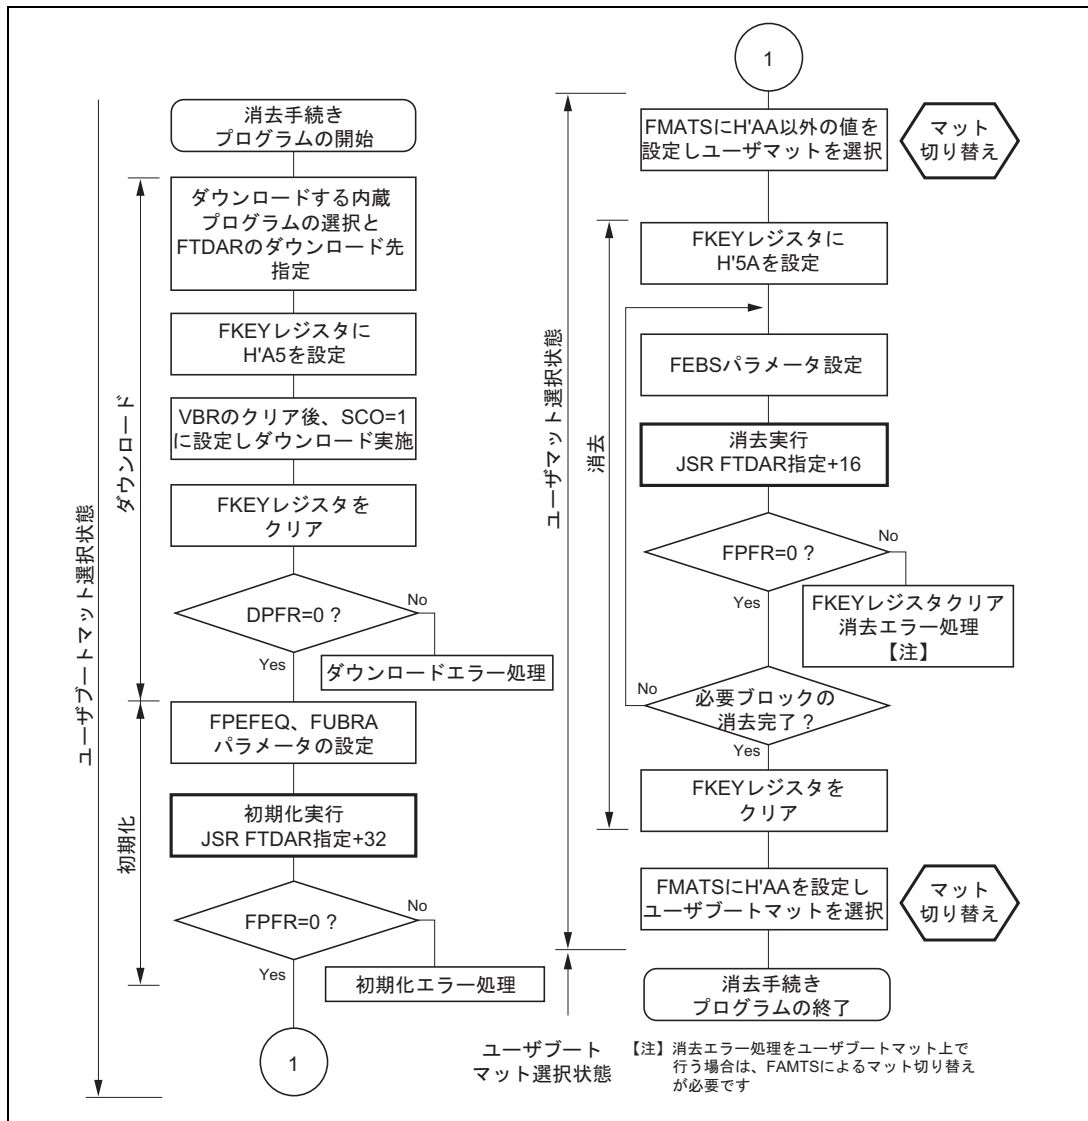 ユーザブートマット選択状態
ダウンロード
初期化
消去手続き
プログラムの開始
ダウンロードする内蔵
プログラムの選択と
FTDARのダウンロード先
指定
FKEYレジスタに
H'A5を設定
VBRのクリア後、SCO=1
に設定しダウンロード実施
FKEYレジスタを
クリア
DPFR=0 ?
No
Yes
ダウンロードエラー処理
FPEFEQ、FUBRA
パラメータの設定
初期化実行
JSR FTDAR指定+32
FPFR=0 ?
No
Yes
初期化エラー処理
1
1
ユーザマット選択状態
消去
FMATSにH'AA以外の値を
設定しユーザマットを選択
マット
切り替え
FKEYレジスタに
H'5Aを設定
FEBSパラメータ設定
消去実行
JSR FTDAR指定+16
FPFR=0 ?
No
Yes
FKEYレジスタクリア
消去エラー処理
【注】
No
必要ブロックの
消去完了?
Yes
FKEYレジスタを
クリア
FMATSにH'AAを設定し
ユーザブートマットを選択
マット
切り替え
消去手続き
プログラムの終了
ユーザブート
マット選択状態
【注】 消去エラー処理をユーザブートマット上で
行う場合は、FAMTSによるマット切り替え
が必要です